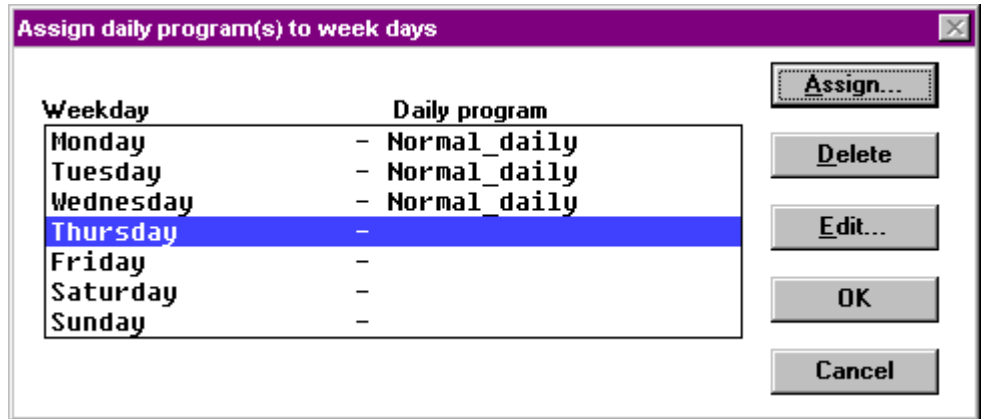 Assign daily program(s) to week days
Weekday Daily program
Monday - Normal_daily
Tuesday - Normal_daily
Wednesday - Normal_daily
Thursday -
Friday -
Saturday -
Sunday -
Assign...
Delete
Edit...
OK
Cancel